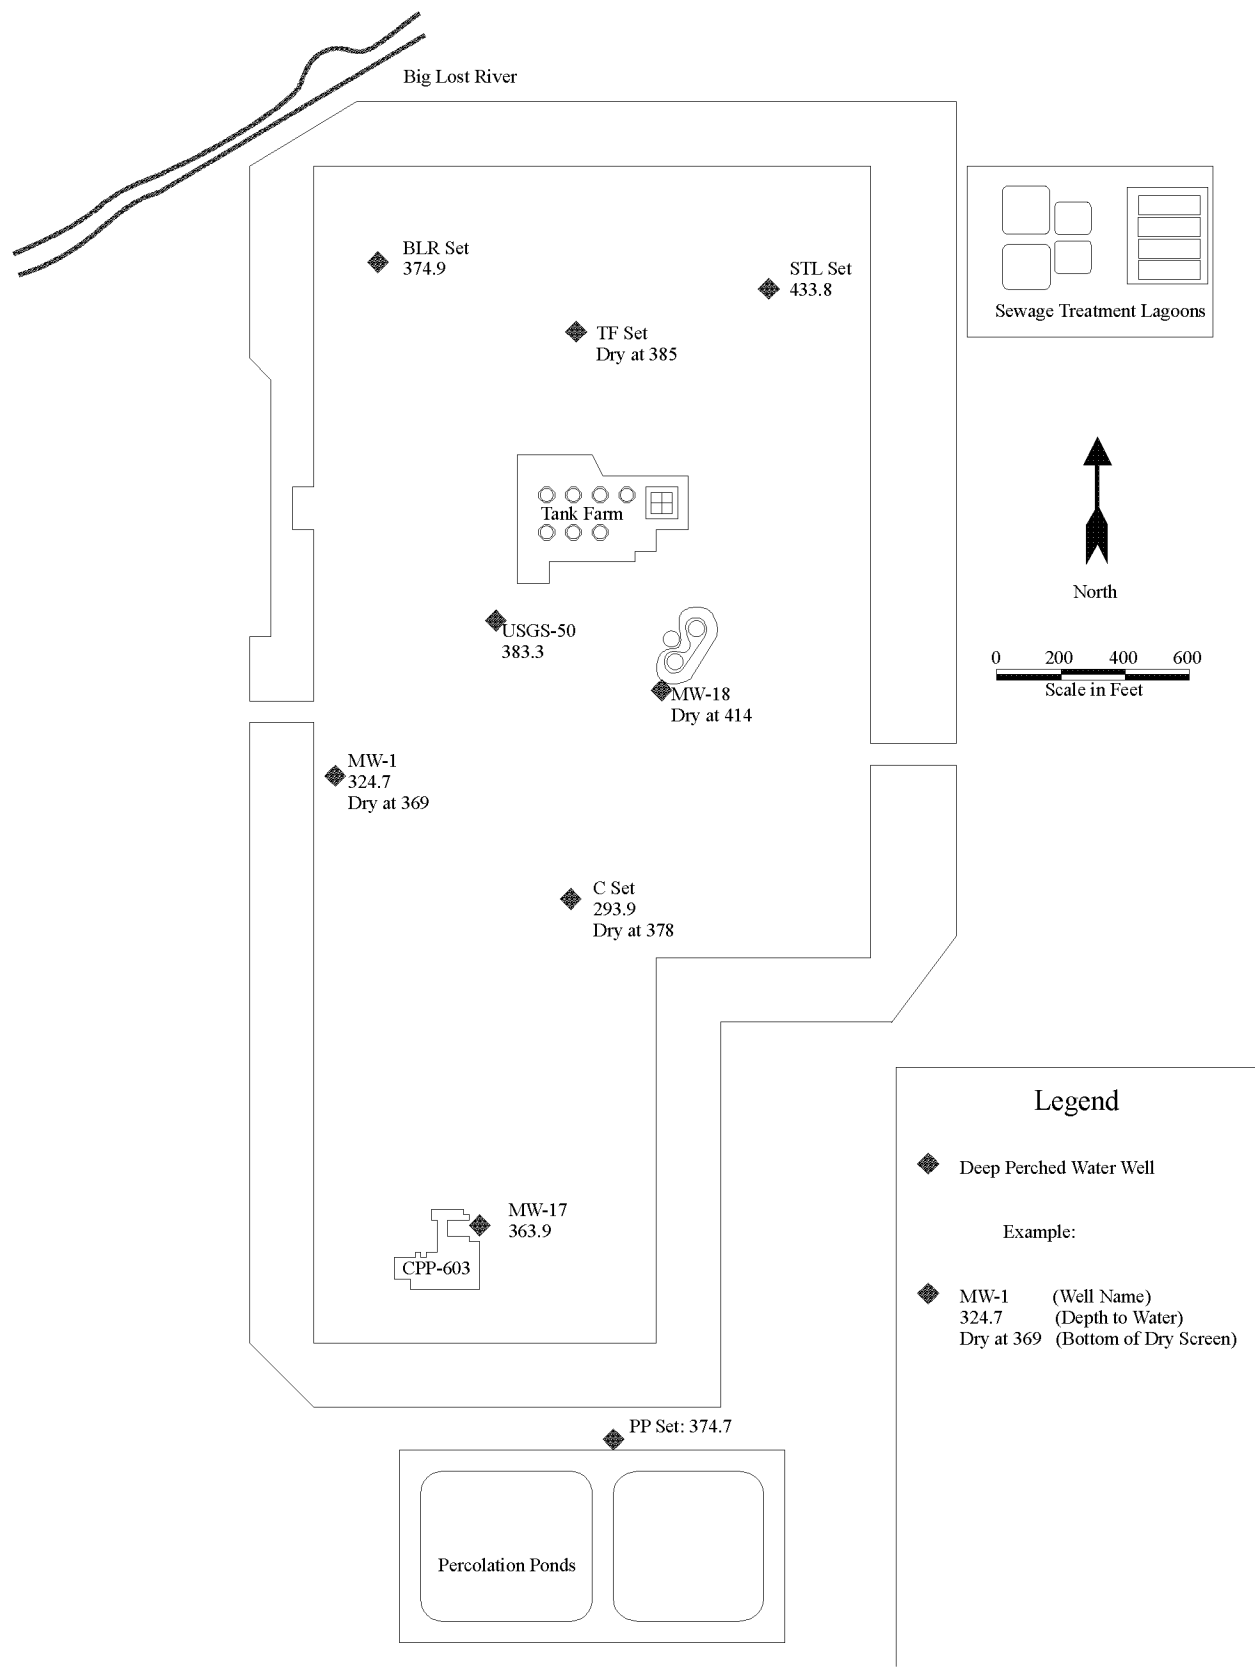 Big Lost River
BLR Set
374.9
STL Set
433.8
Sewage Treatment Lagoons
TF Set
Dry at 385
Tank Farm
North
USGS-50
383.3
0 200 400 600
Scale in Feet
MW-18
Dry at 414
MW-1
324.7
Dry at 369
C Set
293.9
Dry at 378
Legend
Deep Perched Water Well
Example:
MW-1 (Well Name)
324.7 (Depth to Water)
Dry at 369 (Bottom of Dry Screen)
MW-17
363.9
CPP-603
PP Set: 374.7
Percolation Ponds